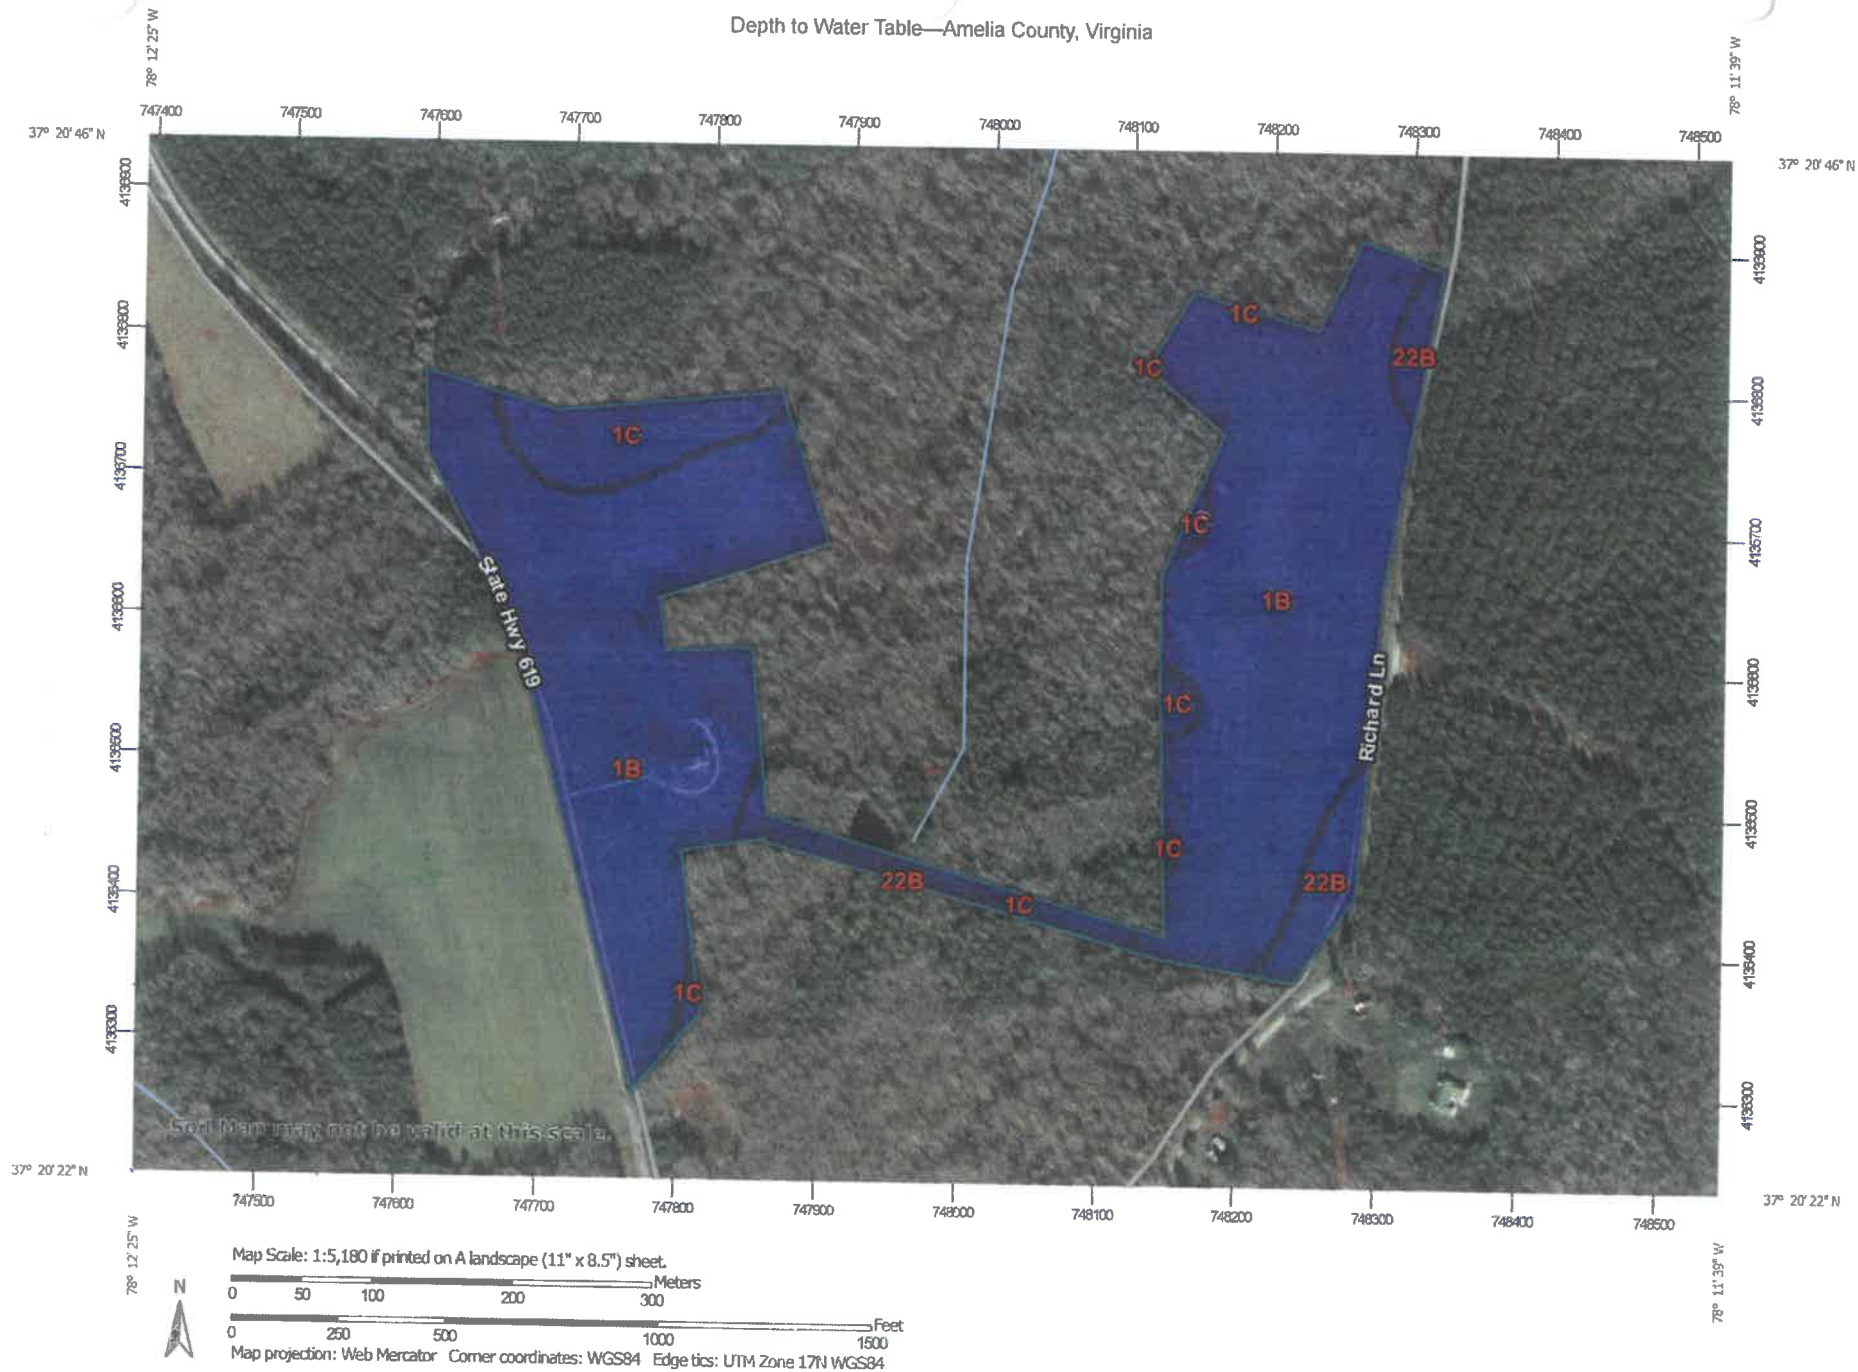 Depth to Water Table—Amelia County, Virginia
78° 12' 25" W
78° 11' 39" W
747400 747500 747600 747700 747800 747900 748000 748100 748200 748300 748400 748500
37° 20' 46" N
37° 20' 46" N
1C
1C
22B
1C
1C
State Hwy 619
1B
1C
Richard Ln
1B
1C
22B
22B
1C
1C
Soil Map may not be valid at this scale.
37° 20' 22" N
37° 20' 22" N
747500 747600 747700 747800 747900 748000 748100 748200 748300 748400 748500
78° 12' 25" W
78° 11' 39" W
Map Scale: 1:5,180 if printed on A landscape (11" x 8.5") sheet.
N
Meters
0 50 100 200 300
Feet
0 250 500 1000 1500
Map projection: Web Mercator Corner coordinates: WGS84 Edge tics: UTM Zone 17N WGS84